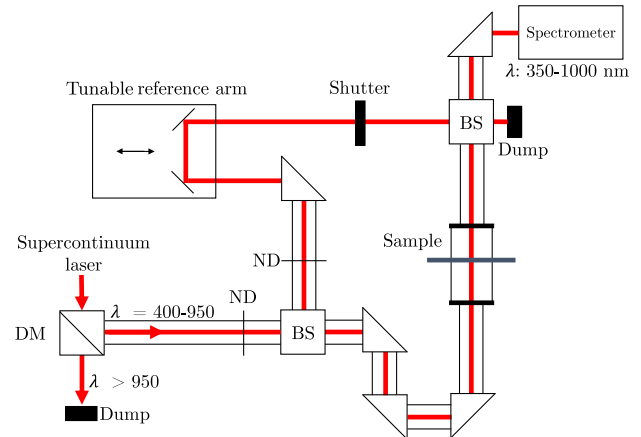 Spectrometer
λ: 350-1000 nm
Tunable reference arm
Shutter
BS
Dump
Sample
ND
Supercontinuum
laser
ND
λ = 400-950
DM
BS
λ > 950
Dump